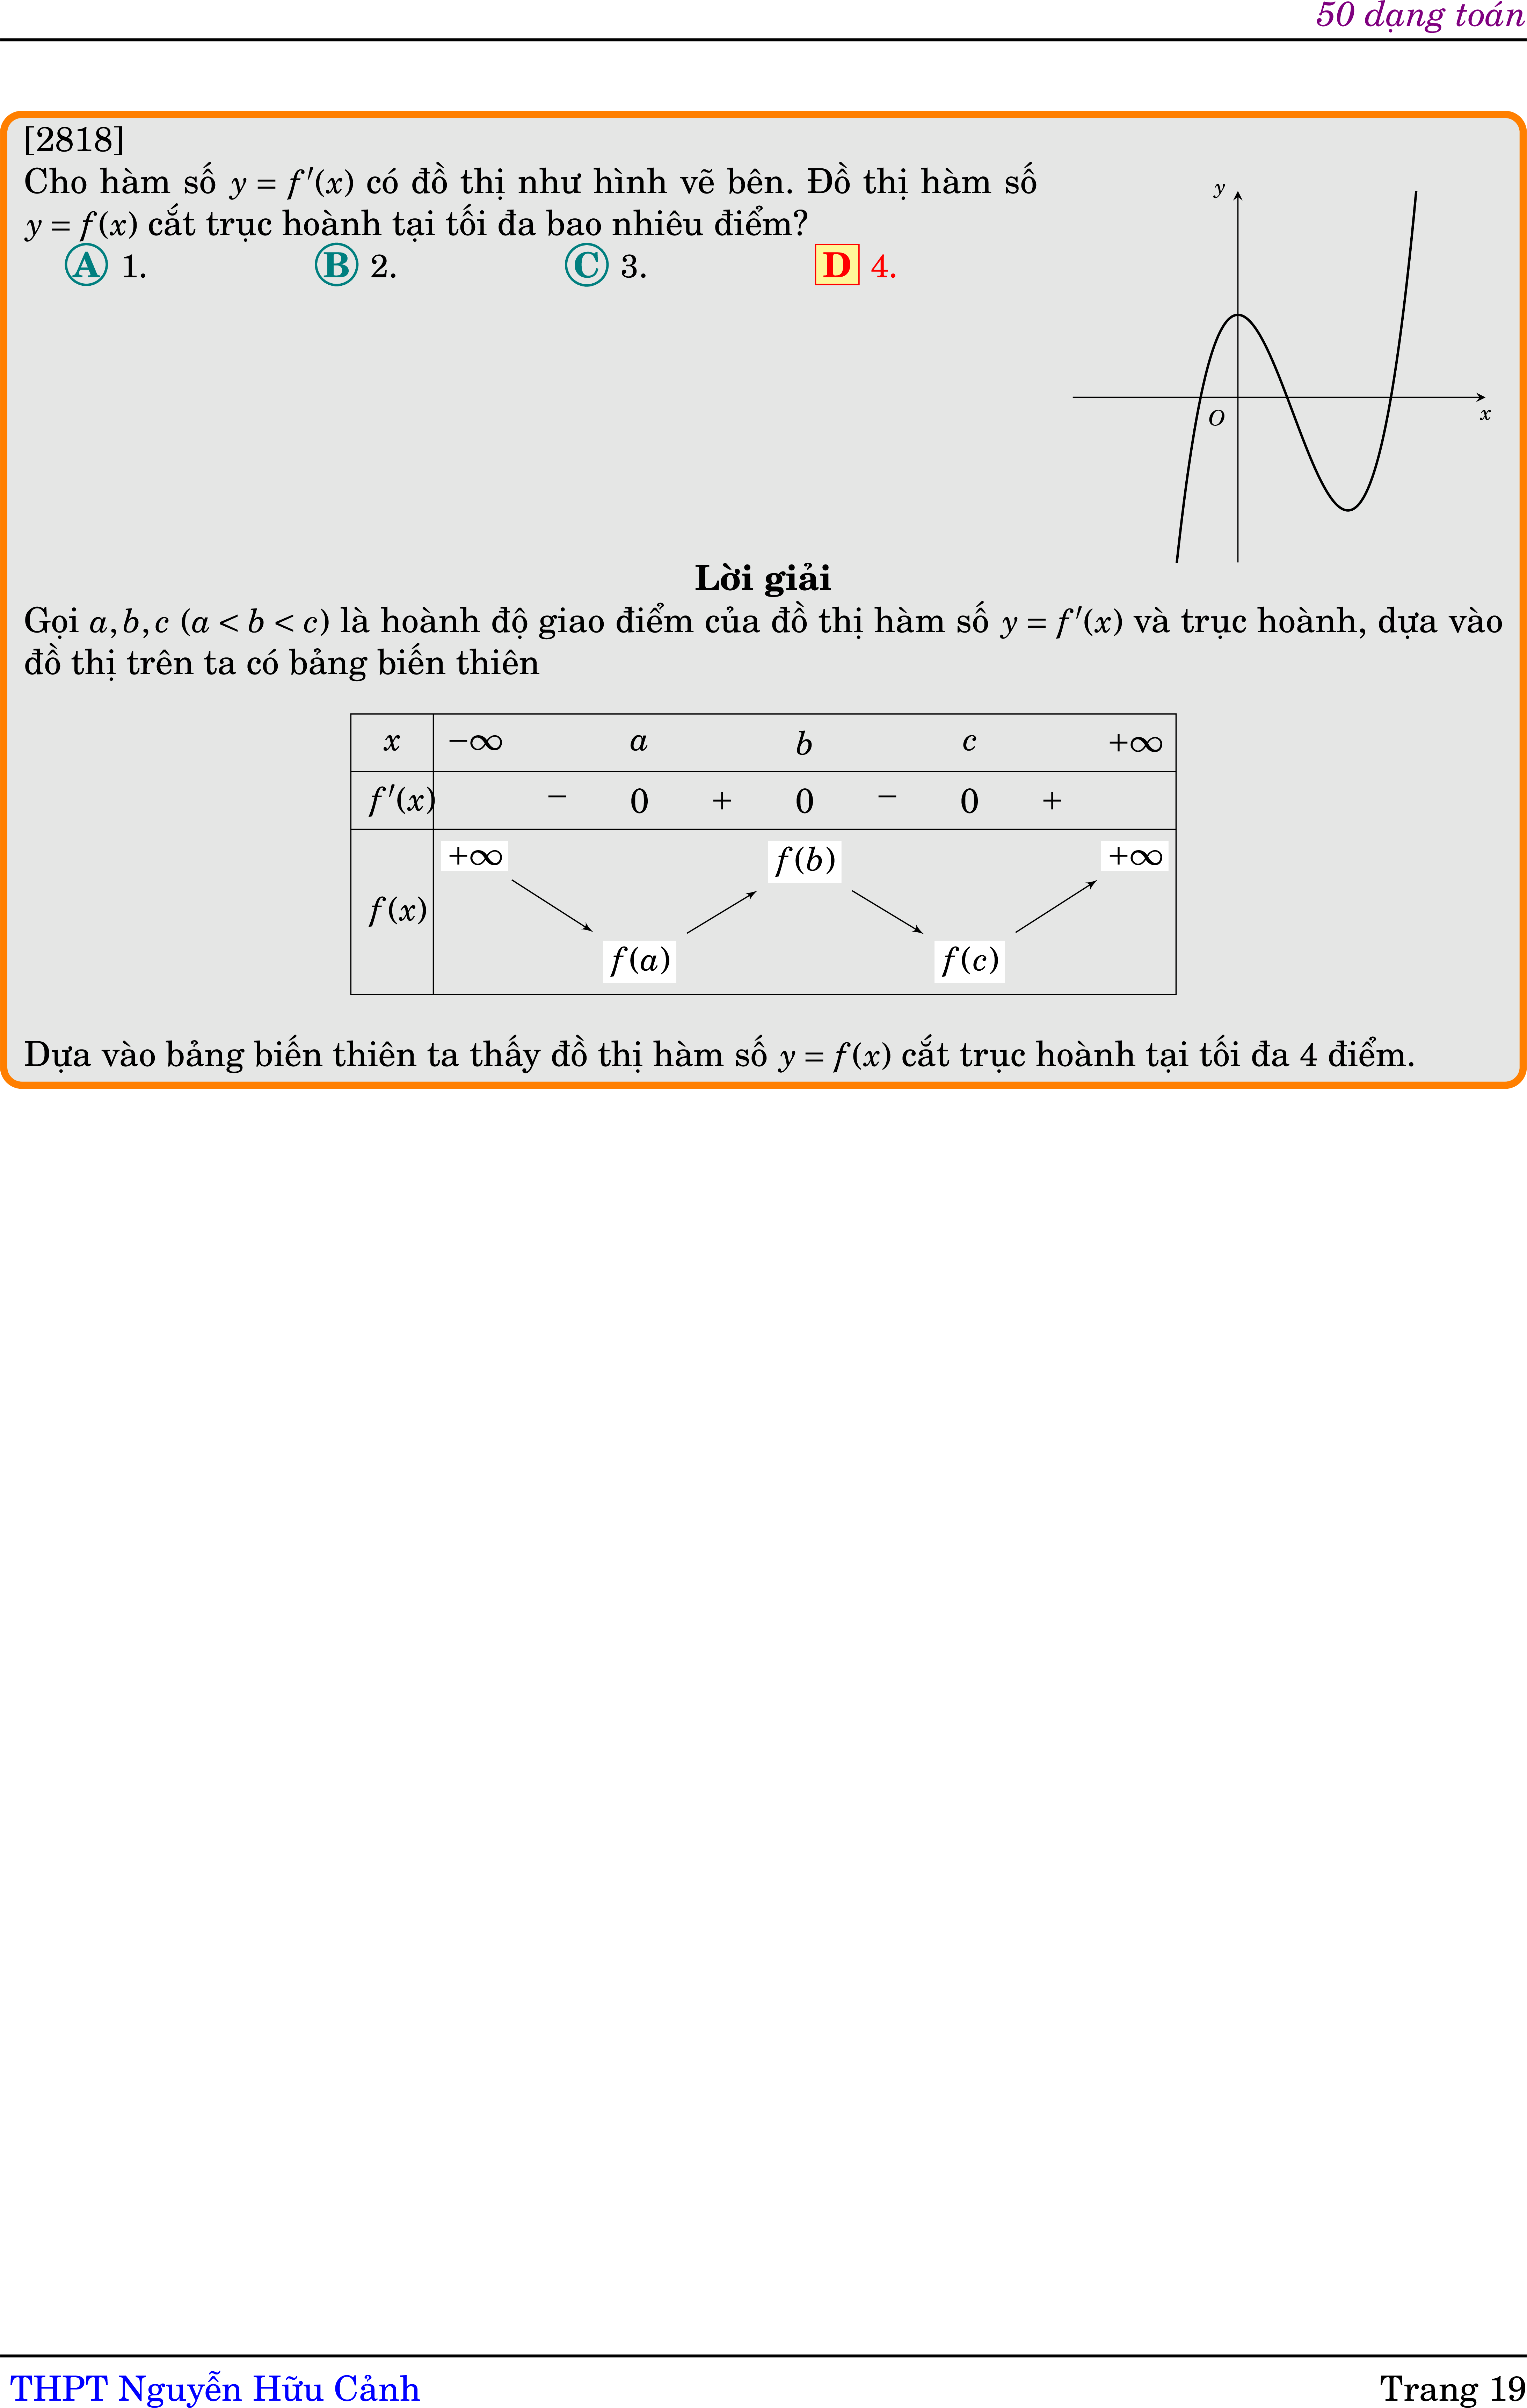 50 dạng toán
[2818]
Cho hàm số y = f′(x) có đồ thị như hình vẽ bên. Đồ thị hàm số
y = f(x) cắt trục hoành tại tối đa bao nhiêu điểm?
A 1. B 2. C 3. D 4.
y
O
x
Lời giải
Gọi a, b, c (a < b < c) là hoành độ giao điểm của đồ thị hàm số y = f′(x) và trục hoành, dựa vào
đồ thị trên ta có bảng biến thiên
x −∞ a b c +∞
f′(x) − 0 + 0 − 0 +
+∞ f(b) +∞
f(x)
f(a) f(c)
Dựa vào bảng biến thiên ta thấy đồ thị hàm số y = f(x) cắt trục hoành tại tối đa 4 điểm.
THPT Nguyễn Hữu Cảnh Trang 19